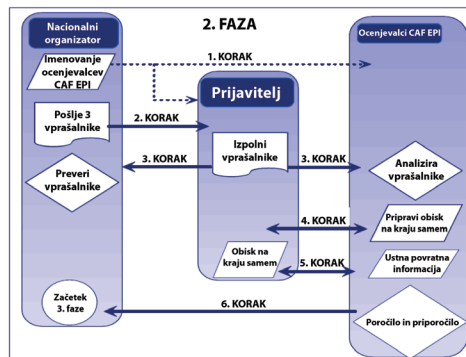 2. FAZA
Nacionalni
organizator
Ocenjevalci CAF EPI
1. KORAK
Imenovanje
ocenjevalcev
CAF EPI
Prijavitelj
Pošlje 3
vprašalnike
2. KORAK
Izpolni
vprašalnike
3. KORAK
3. KORAK
Preveri
vprašalnike
Analizira
vprašalnike
4. KORAK
Pripravi obisk
na kraju samem
Obisk na
kraju samem
5. KORAK
Ustna povratna
informacija
6. KORAK
Začetek
3. faze
Poročilo in priporočilo